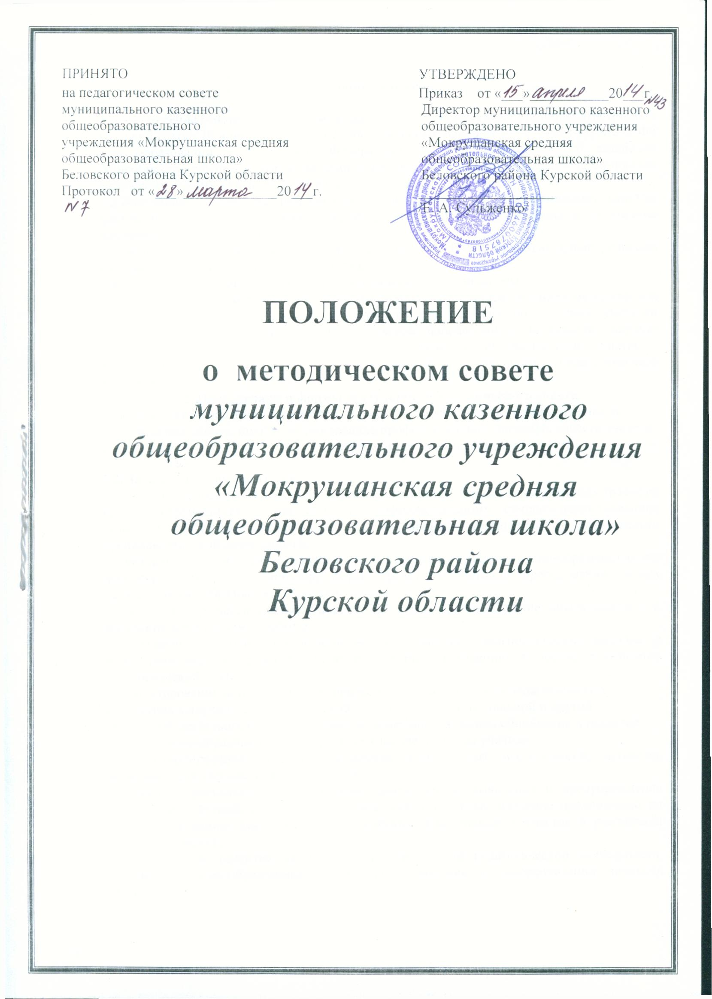 ПРИНЯТО
на педагогическом совете
муниципального казенного
общеобразовательного
учреждения «Мокрушанская средняя
общеобразовательная школа»
Беловского района Курской области
Протокол от «28» марта 2014 г.
N 7
УТВЕРЖДЕНО
Приказ от «15» апреля 2014 г. N43
Директор муниципального казенного
общеобразовательного учреждения
«Мокрушанская средняя
общеобразовательная школа»
Беловского района Курской области
/Е. А. Сульженко/
ПОЛОЖЕНИЕ
о методическом совете
муниципального казенного
общеобразовательного учреждения
«Мокрушанская средняя
общеобразовательная школа»
Беловского района
Курской области